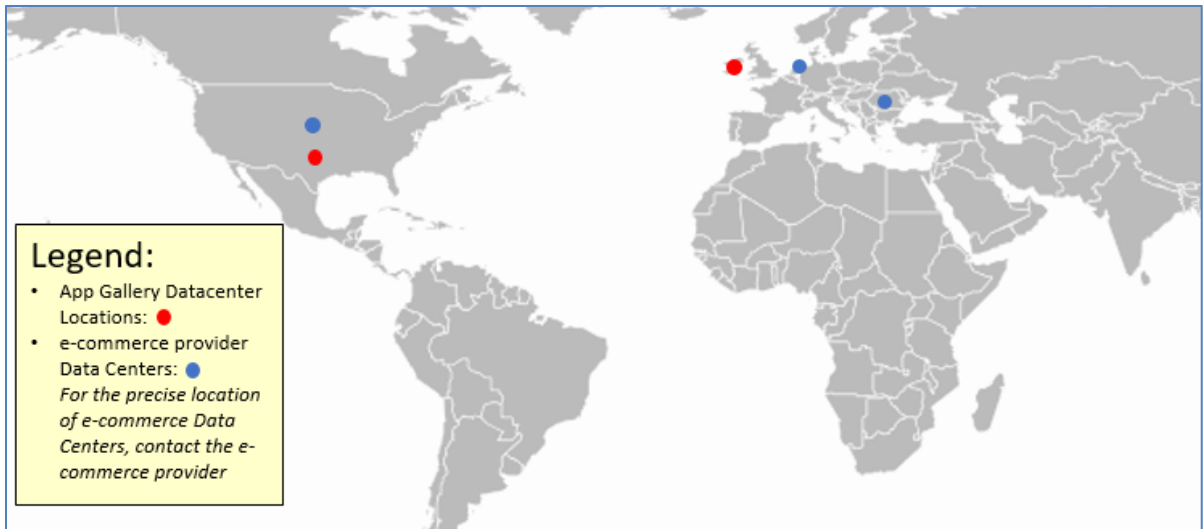 Legend:
• App Gallery Datacenter
Locations:
• e-commerce provider
Data Centers:
For the precise location
of e-commerce Data
Centers, contact the e-
commerce provider